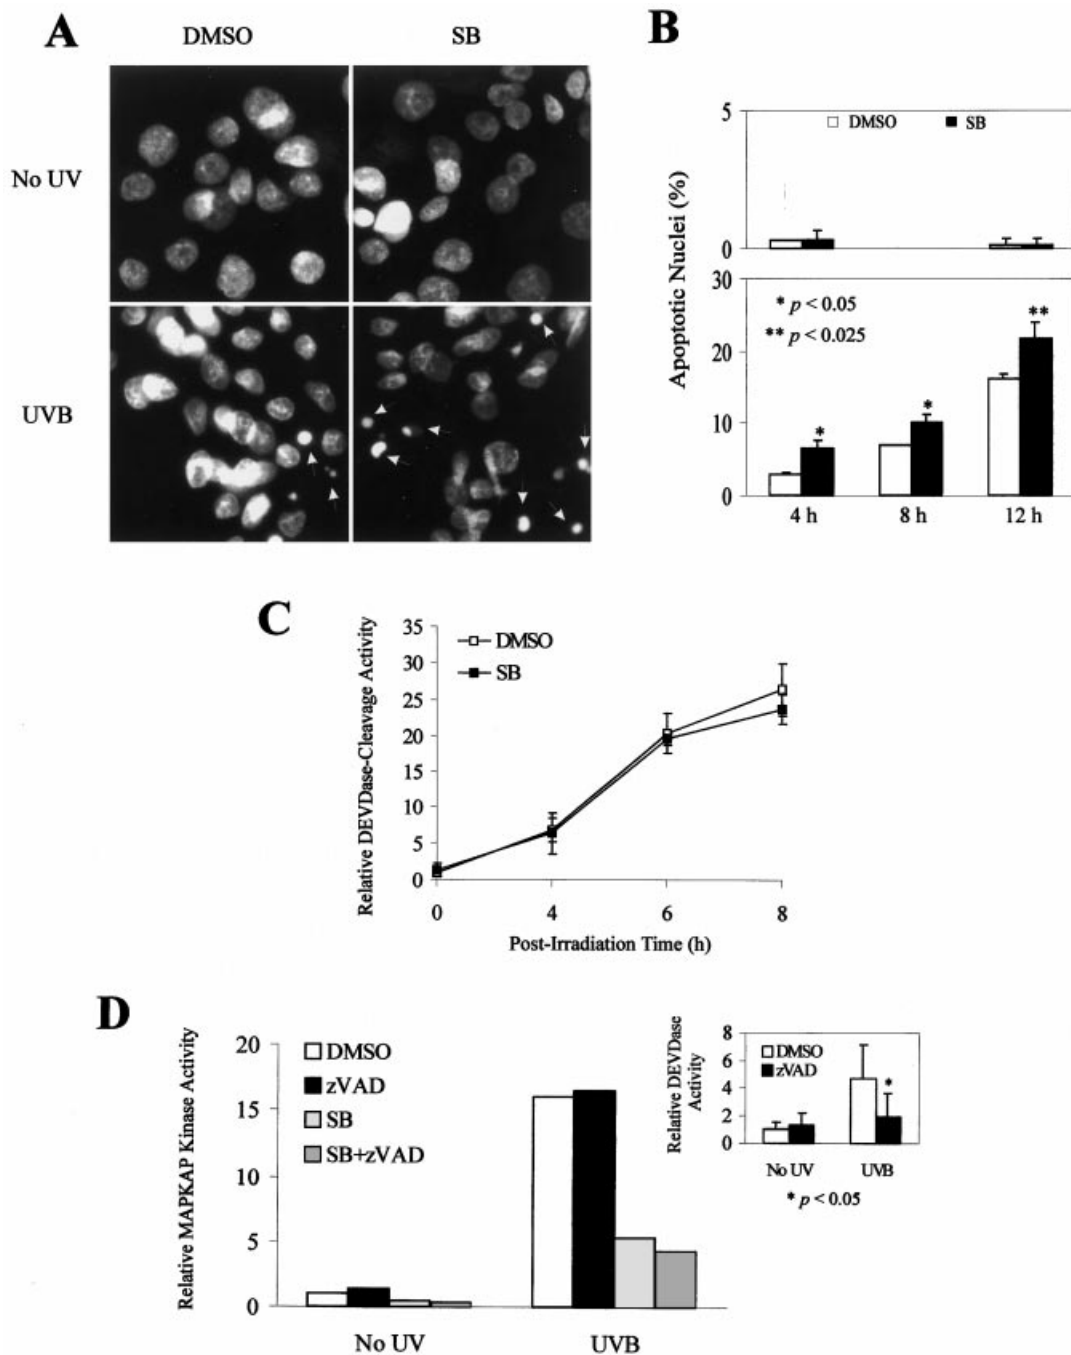 A
DMSO
SB
No UV
UVB
B
Apoptotic Nuclei (%)
5
DMSO
SB
0
30
* p < 0.05
** p < 0.025
**
20
10
*
*
0
4 h
8 h
12 h
C
Relative DEVDase-Cleavage Activity
35
30
25
20
15
10
5
0
DMSO
SB
0
4
6
8
Post-Irradiation Time (h)
D
Relative MAPKAP Kinase Activity
20
15
10
5
0
DMSO
zVAD
SB
SB+zVAD
No UV
UVB
Relative DEVDase
Activity
8
6
4
2
0
DMSO
zVAD
*
No UV
UVB
* p < 0.05